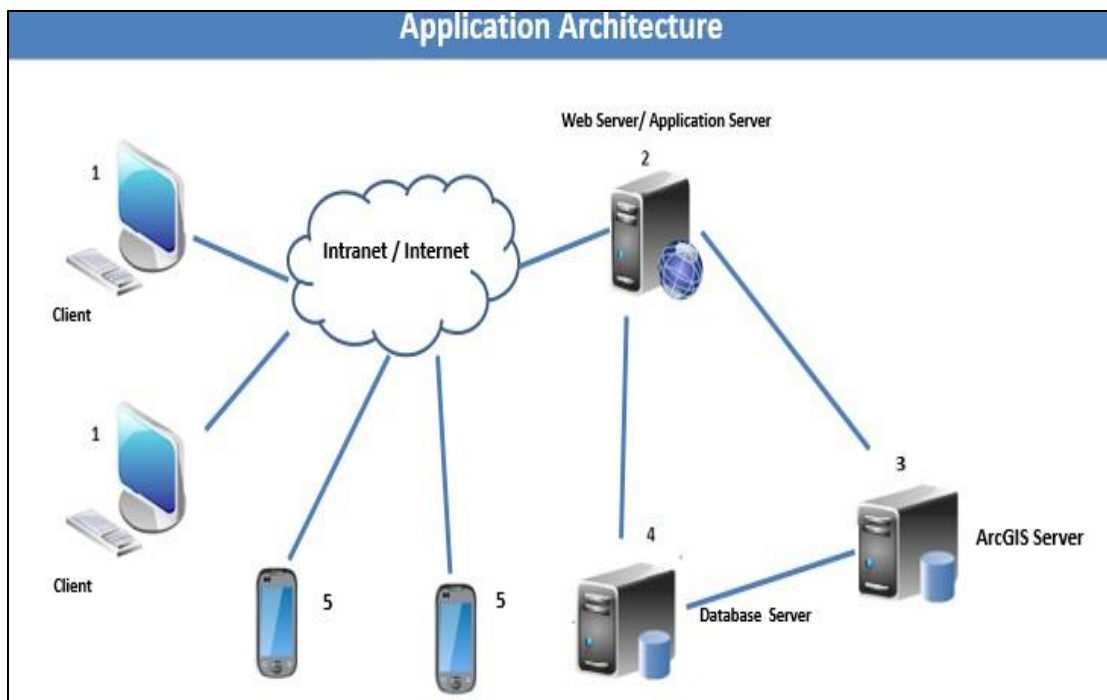 Application Architecture
Web Server/ Application Server
1
2
Intranet / Internet
Client
1
3
4
ArcGIS Server
Client
5
5
Database Server